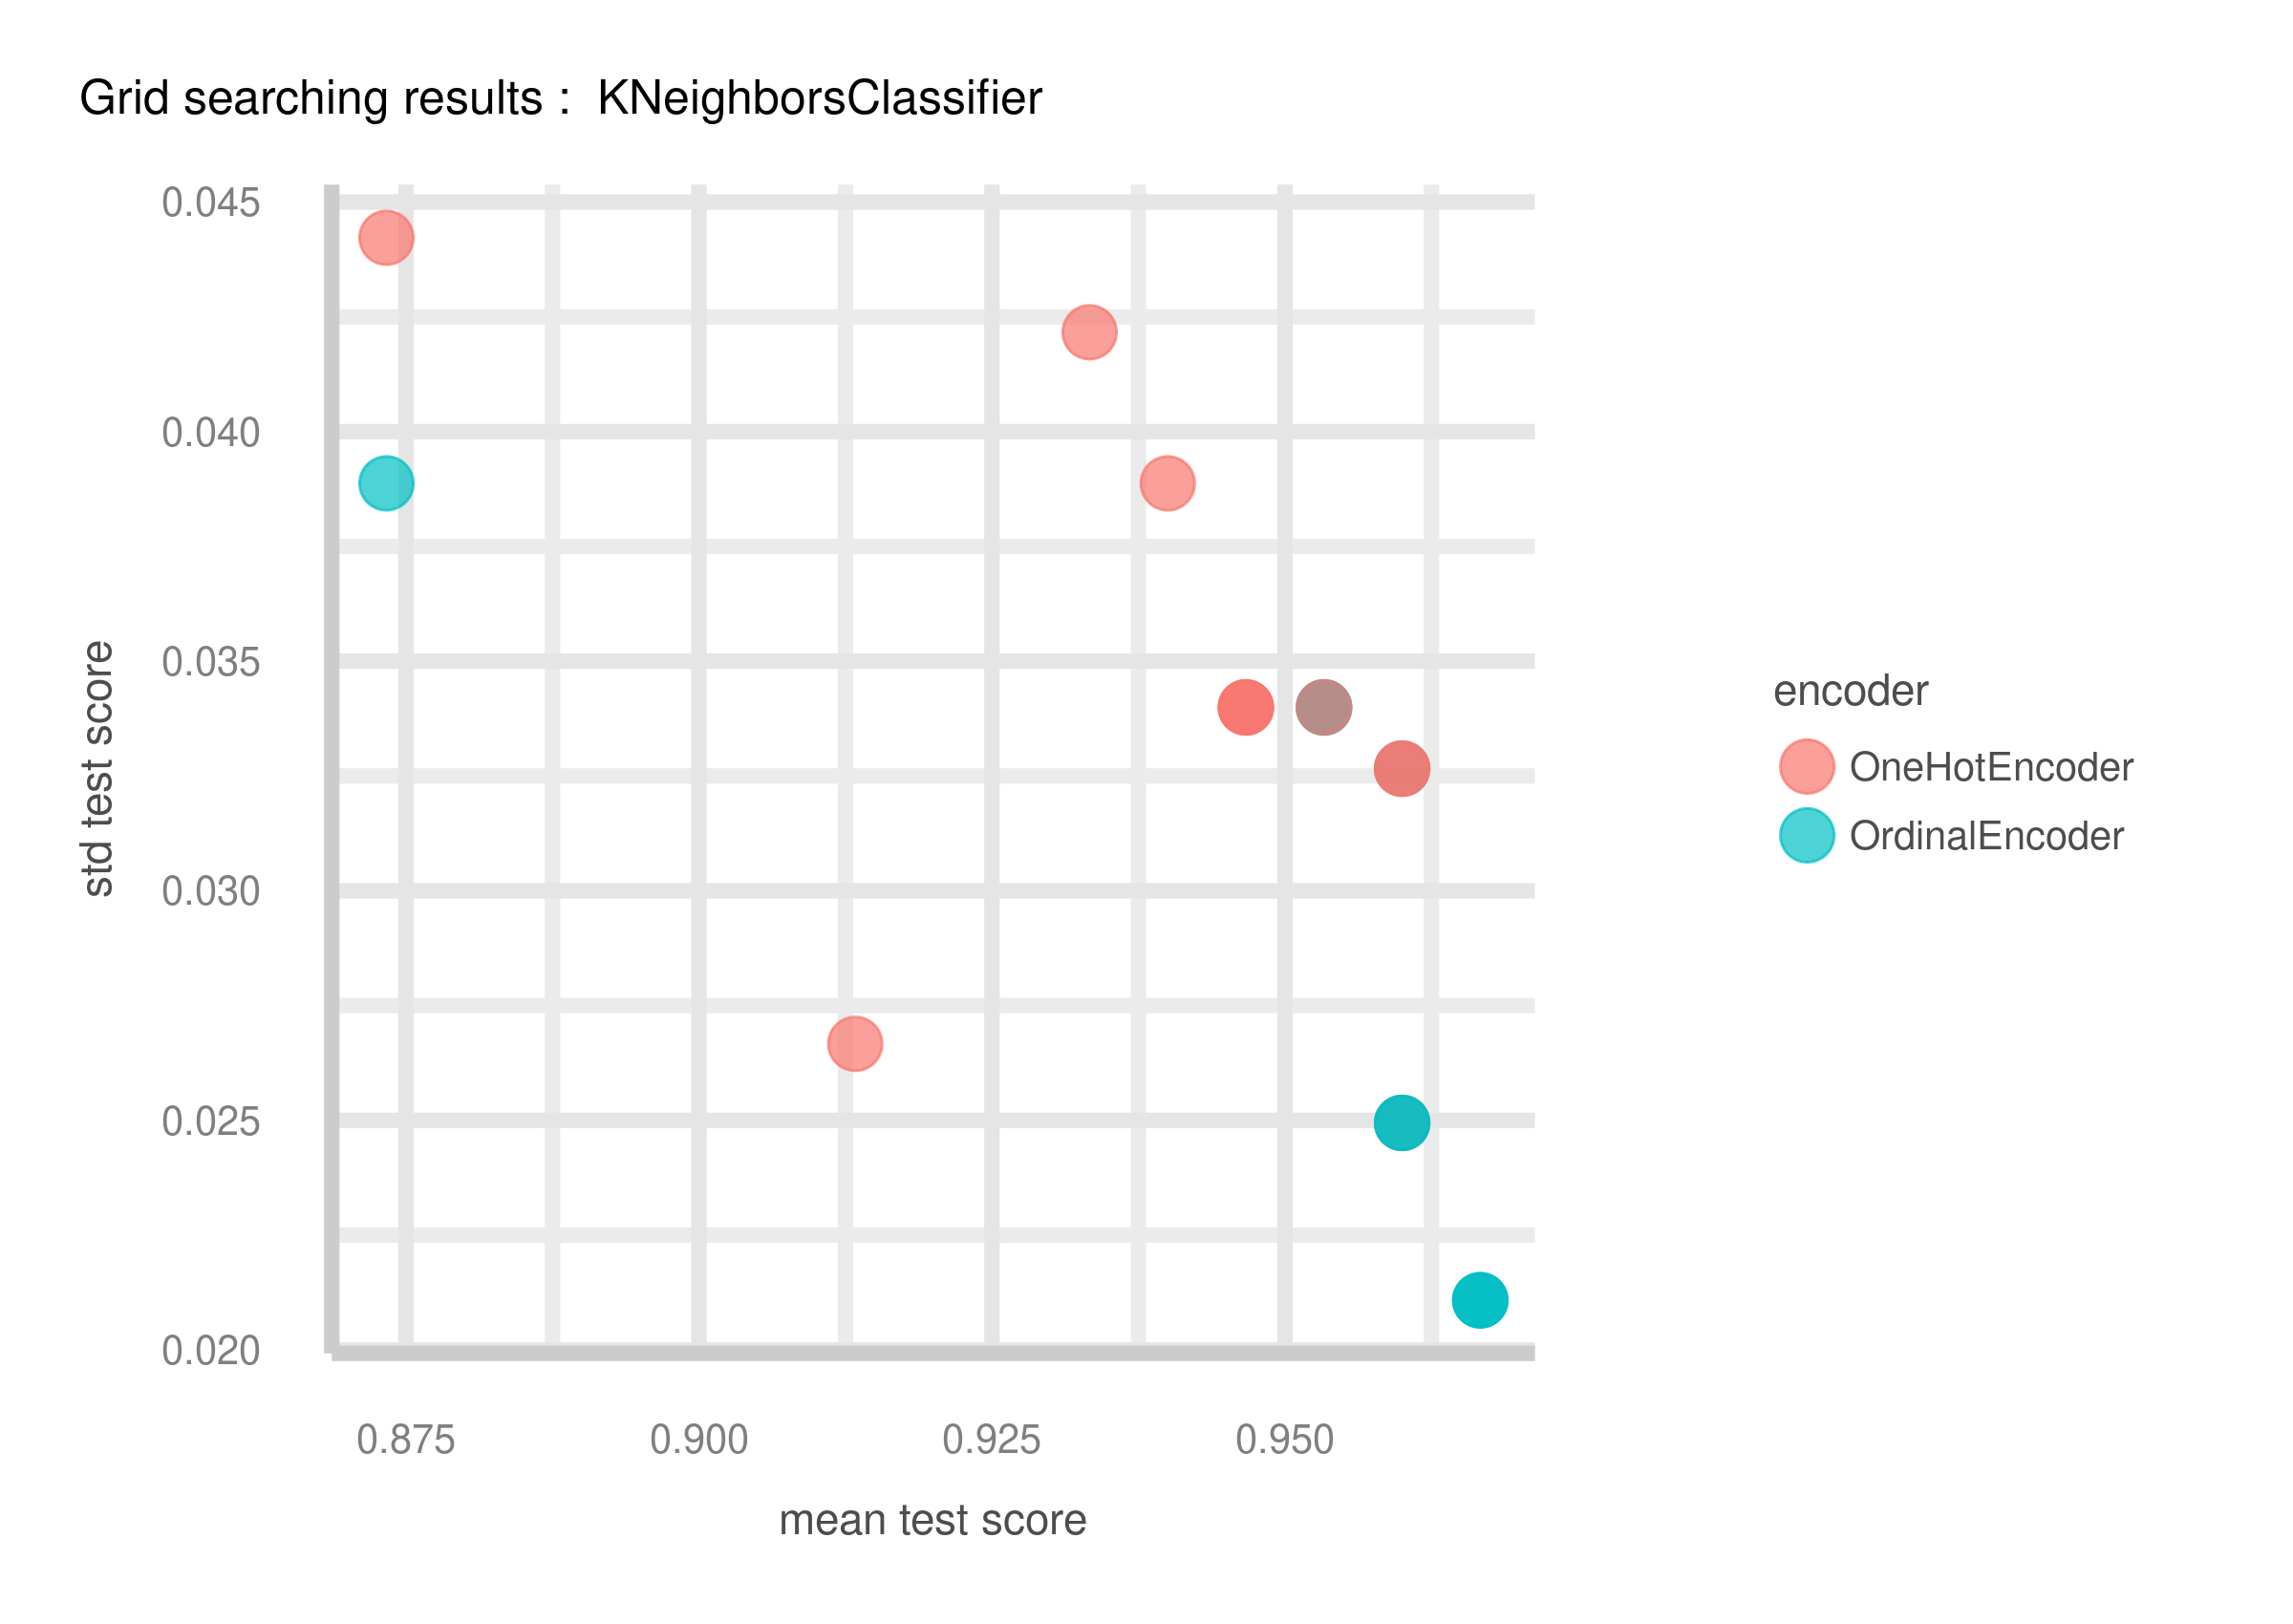 Grid searching results :  KNeighborsClassifier
0.045
0.040
0.035
0.030
0.025
0.020
std test score
0.875 0.900 0.925 0.950
mean test score
encoder
OneHotEncoder
OrdinalEncoder